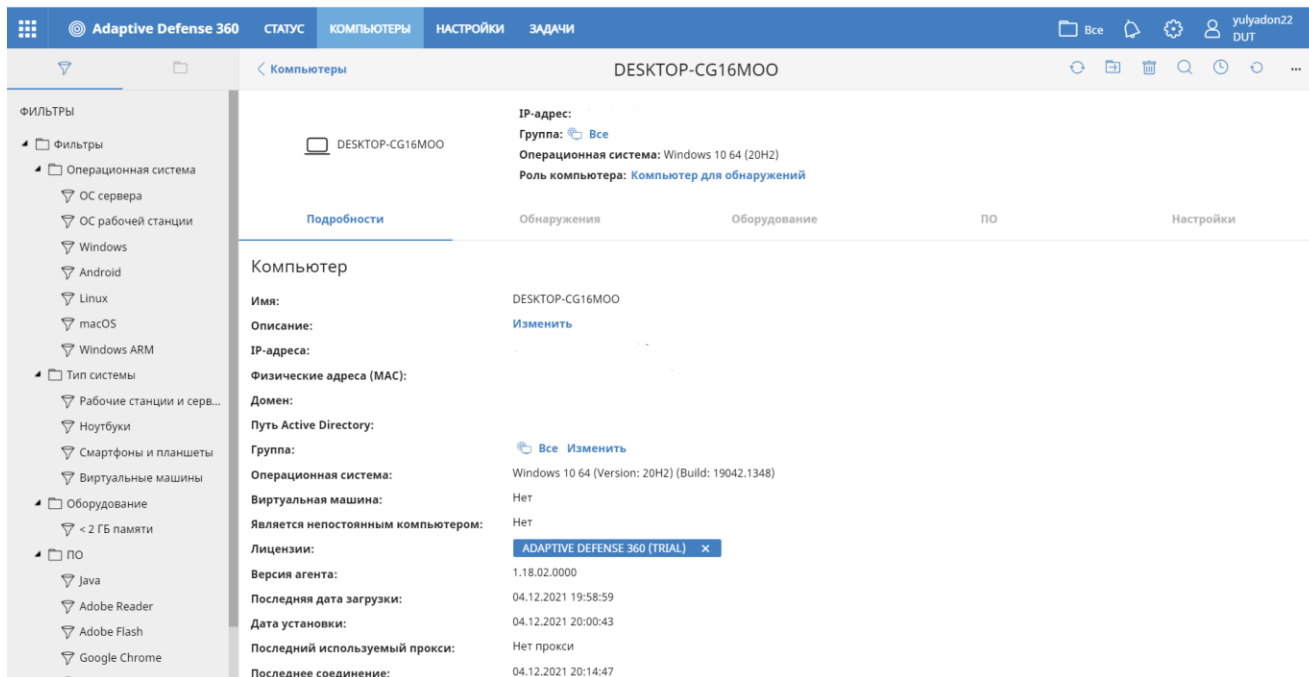 Adaptive Defense 360 СТАТУС КОМПЬЮТЕРЫ НАСТРОЙКИ ЗАДАЧИ Все yulyadon22
DUT
Компьютеры DESKTOP-CG16MOO ...
ФИЛЬТРЫ
Фильтры
Операционная система
ОС сервера
ОС рабочей станции
Windows
Android
Linux
macOS
Windows ARM
Тип системы
Рабочие станции и серв...
Ноутбуки
Смартфоны и планшеты
Виртуальные машины
Оборудование
< 2 ГБ памяти
ПО
Java
Adobe Reader
Adobe Flash
Google Chrome
DESKTOP-CG16MOO
IP-адрес:
Группа: Все
Операционная система: Windows 10 64 (20H2)
Роль компьютера: Компьютер для обнаружений
Подробности Обнаружения Оборудование ПО Настройки
Компьютер
Имя: DESKTOP-CG16MOO
Описание: Изменить
IP-адреса:
Физические адреса (MAC):
Домен:
Путь Active Directory:
Группа: Все Изменить
Операционная система: Windows 10 64 (Version: 20H2) (Build: 19042.1348)
Виртуальная машина: Нет
Является непостоянным компьютером: Нет
Лицензии: ADAPTIVE DEFENSE 360 (TRIAL) ×
Версия агента: 1.18.02.0000
Последняя дата загрузки: 04.12.2021 19:58:59
Дата установки: 04.12.2021 20:00:43
Последний используемый прокси: Нет прокси
Последнее соединение: 04.12.2021 20:14:47